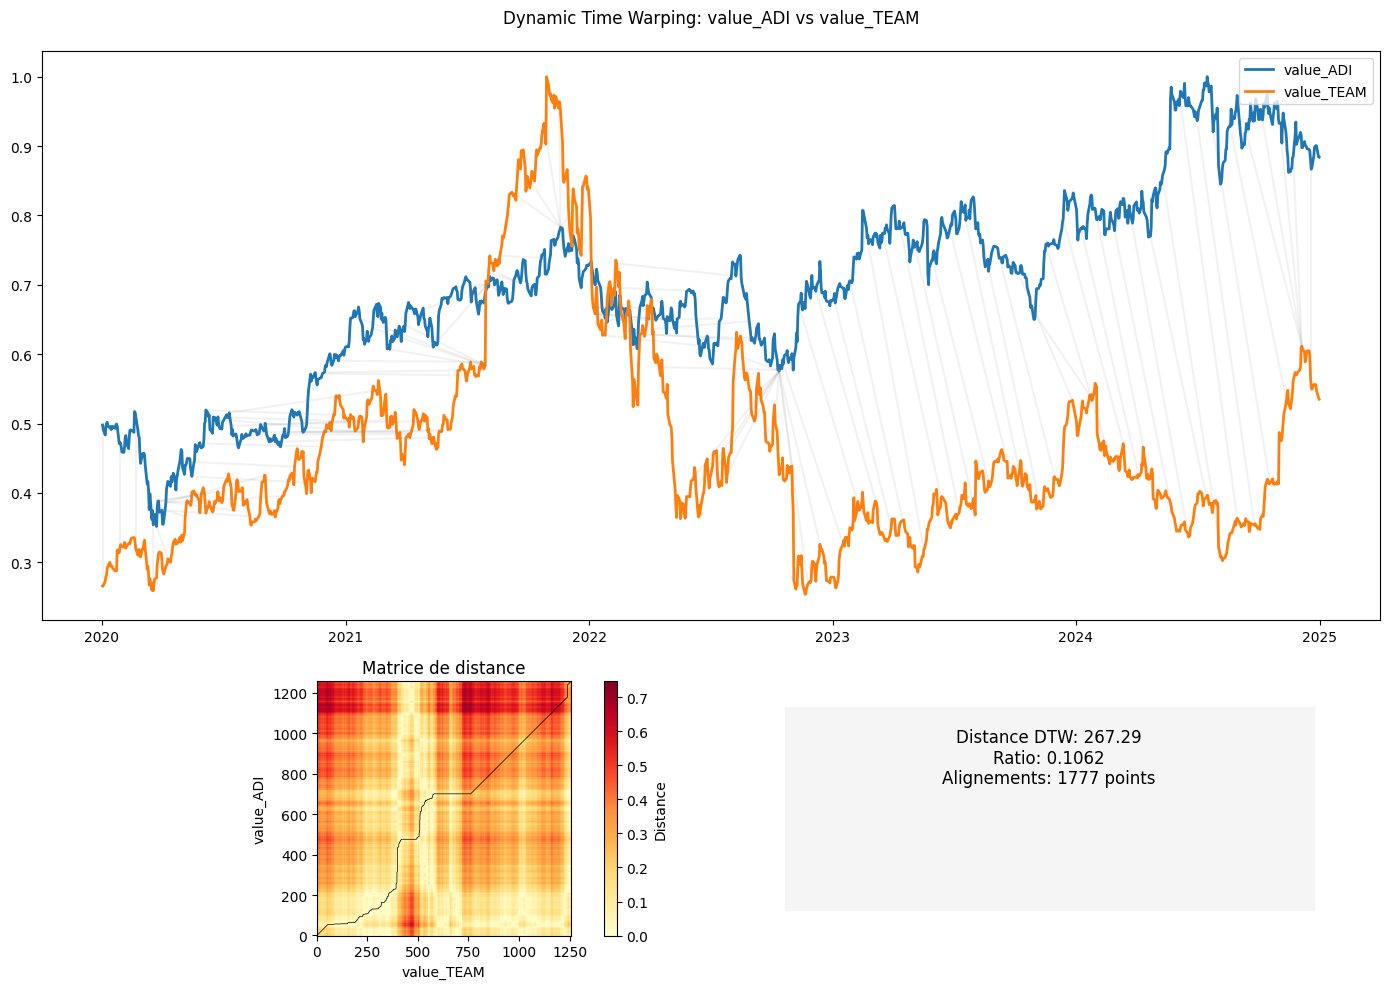 Dynamic Time Warping: value_ADI vs value_TEAM
1.0
0.9
0.8
0.7
0.6
0.5
0.4
0.3
value_ADI
value_TEAM
2020 2021 2022 2023 2024 2025
Matrice de distance
value_ADI
1200
1000
800
600
400
200
0
0 250 500 750 1000 1250
value_TEAM
0.7
0.6
0.5
0.4
0.3
0.2
0.1
0.0
Distance
Distance DTW: 267.29
Ratio: 0.1062
Alignements: 1777 points